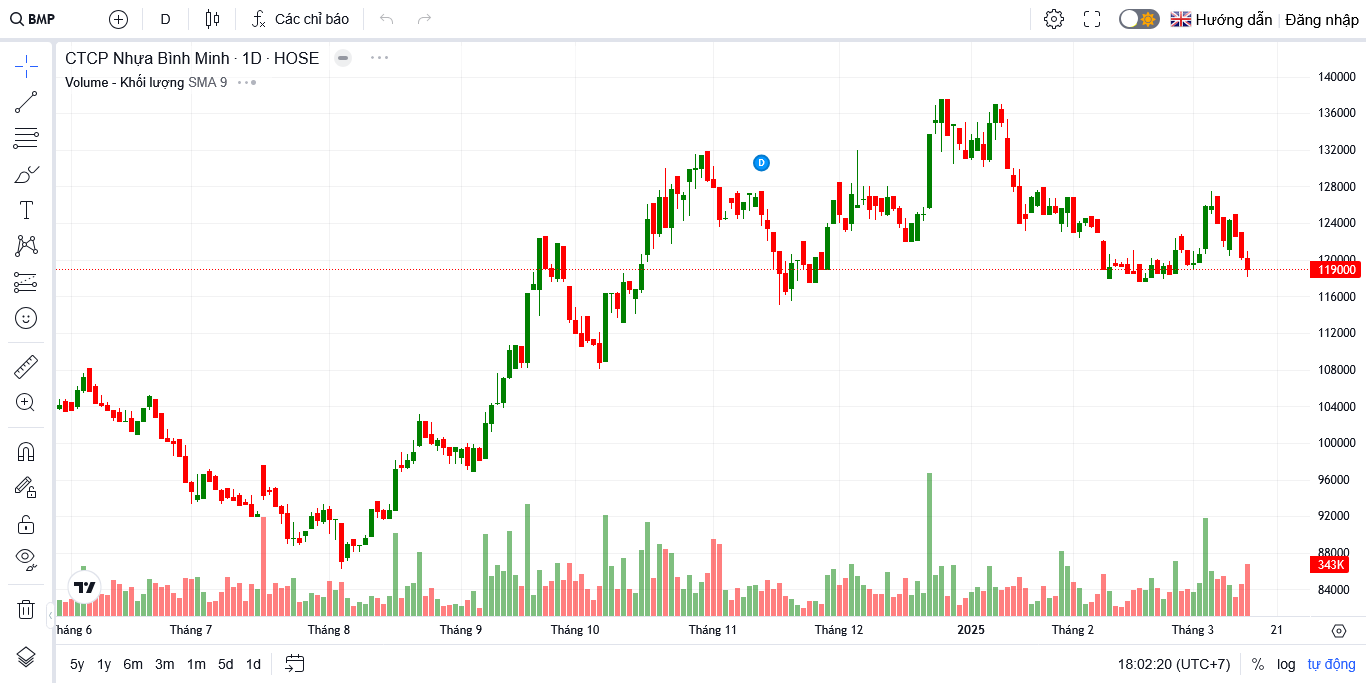 BMP D Các chỉ báo Hướng dẫn Đăng nhập
CTCP Nhựa Bình Minh · 1D · HOSE
Volume - Khối lượng SMA 9
D
140000
136000
132000
128000
124000
120000
119000
116000
112000
108000
104000
100000
96000
92000
88000
343K
84000
háng 6 Tháng 7 Tháng 8 Tháng 9 Tháng 10 Tháng 11 Tháng 12 2025 Tháng 2 Tháng 3 21
5y 1y 6m 3m 1m 5d 1d 18:02:20 (UTC+7) % log tự động